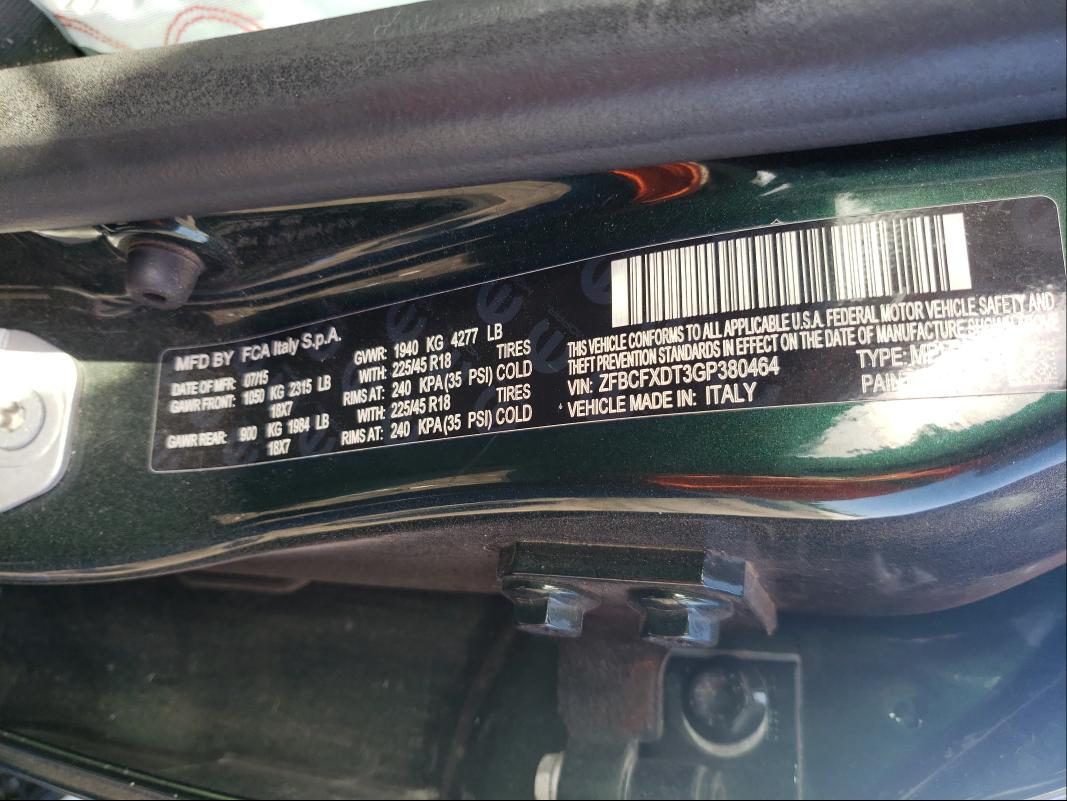 MFD BY FCA Italy S.p.A.
DATE OF MFR: 07/15 GVWR: 1940 KG 4277 LB
GAWR FRONT: 1050 KG 2315 LB WITH: 225/45 R18 TIRES
18X7 RIMS AT: 240 KPA(35 PSI) COLD
GAWR REAR: 900 KG 1984 LB WITH: 225/45 R18 TIRES
18X7 RIMS AT: 240 KPA(35 PSI) COLD
THIS VEHICLE CONFORMS TO ALL APPLICABLE U.S.A. FEDERAL MOTOR VEHICLE SAFETY AND
THEFT PREVENTION STANDARDS IN EFFECT ON THE DATE OF MANUFACTURE SHOWN ABOVE
VIN: ZFBCFXDT3GP380464 TYPE:
VEHICLE MADE IN: ITALY